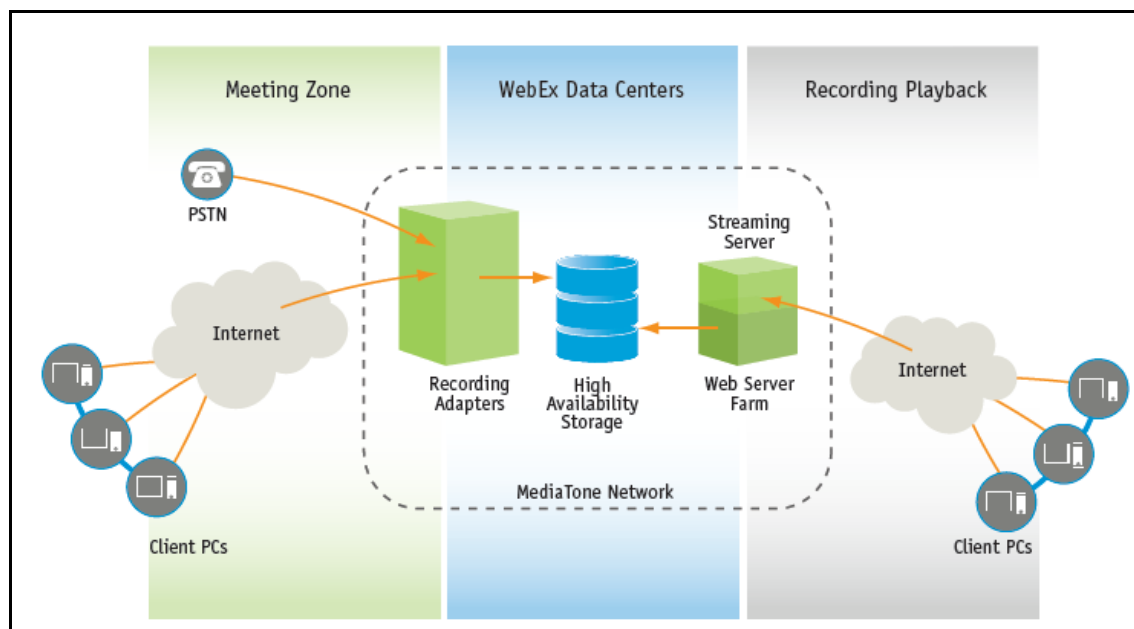 Meeting Zone
WebEx Data Centers
Recording Playback
PSTN
Streaming
Server
Internet
Internet
Recording
Adapters
High
Availability
Storage
Web Server
Farm
MediaTone Network
Client PCs
Client PCs